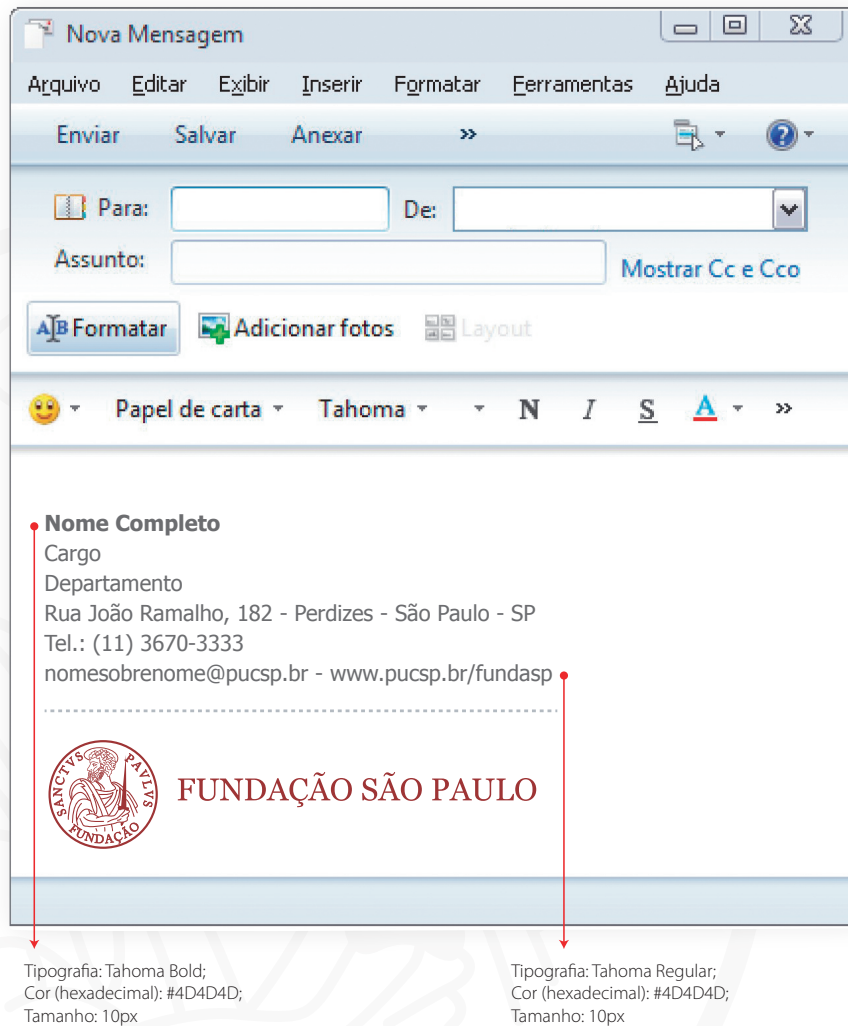 Nova Mensagem
Arquivo Editar Exibir Inserir Formatar Ferramentas Ajuda
Enviar Salvar Anexar »
Para: De:
Assunto: Mostrar Cc e Cco
A B Formatar Adicionar fotos Layout
Papel de carta Tahoma N I S A »
Nome Completo
Cargo
Departamento
Rua João Ramalho, 182 - Perdizes - São Paulo - SP
Tel.: (11) 3670-3333
nomesobrenome@pucsp.br - www.pucsp.br/fundasp
SANCTVS PAVLVS
FUNDAÇÃO
FUNDAÇÃO SÃO PAULO
Tipografia: Tahoma Bold;
Cor (hexadecimal): #4D4D4D;
Tamanho: 10px
Tipografia: Tahoma Regular;
Cor (hexadecimal): #4D4D4D;
Tamanho: 10px